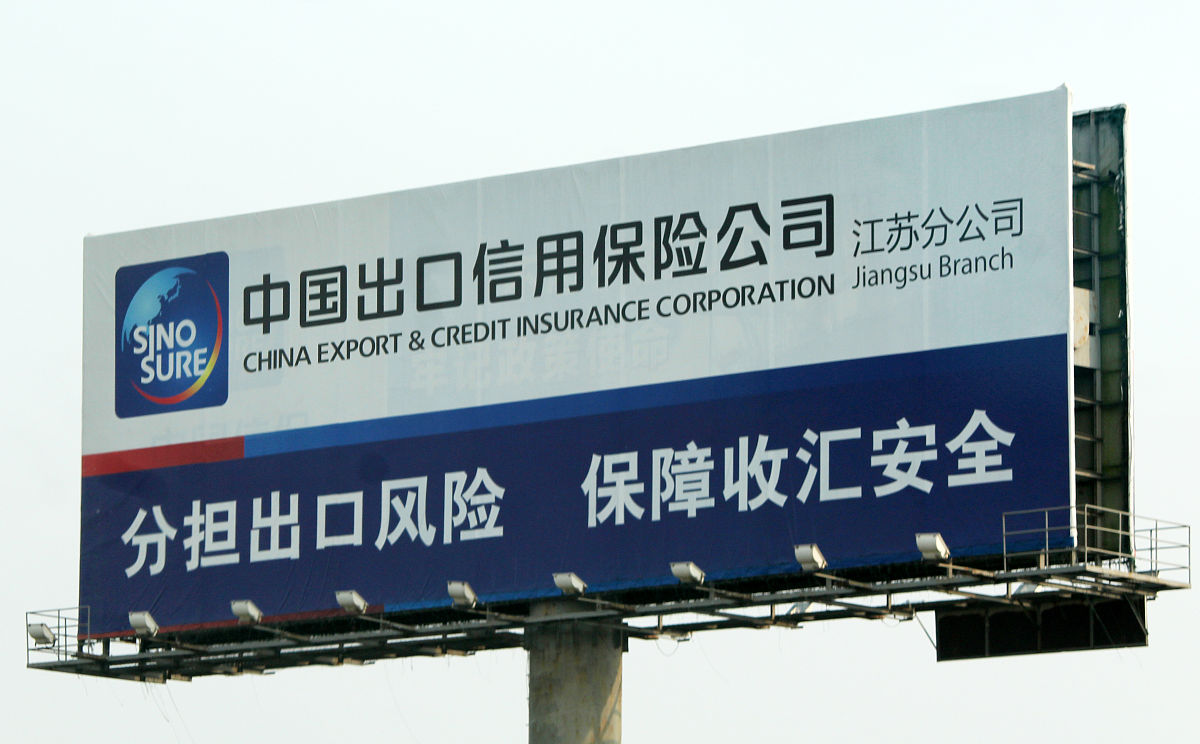 SINO
SURE
中国出口信用保险公司
CHINA EXPORT & CREDIT INSURANCE CORPORATION
江苏分公司
Jiangsu Branch
分担出口风险 保障收汇安全